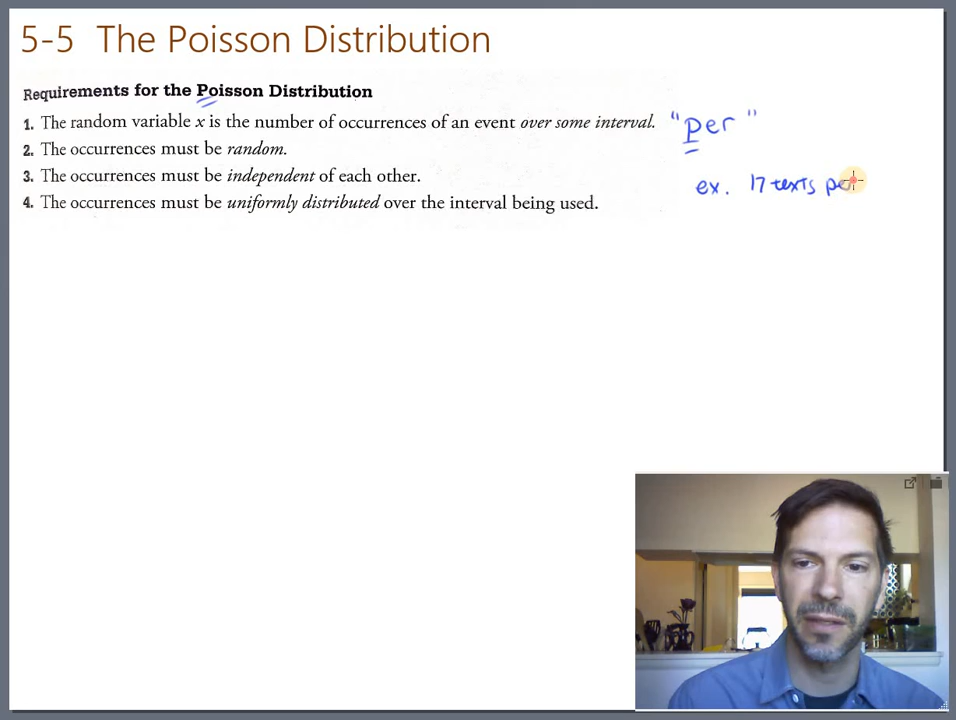 5-5 The Poisson Distribution
Requirements for the Poisson Distribution
1. The random variable x is the number of occurrences of an event over some interval.
"per"
2. The occurrences must be random.
3. The occurrences must be independent of each other.
ex. 17 texts per
4. The occurrences must be uniformly distributed over the interval being used.